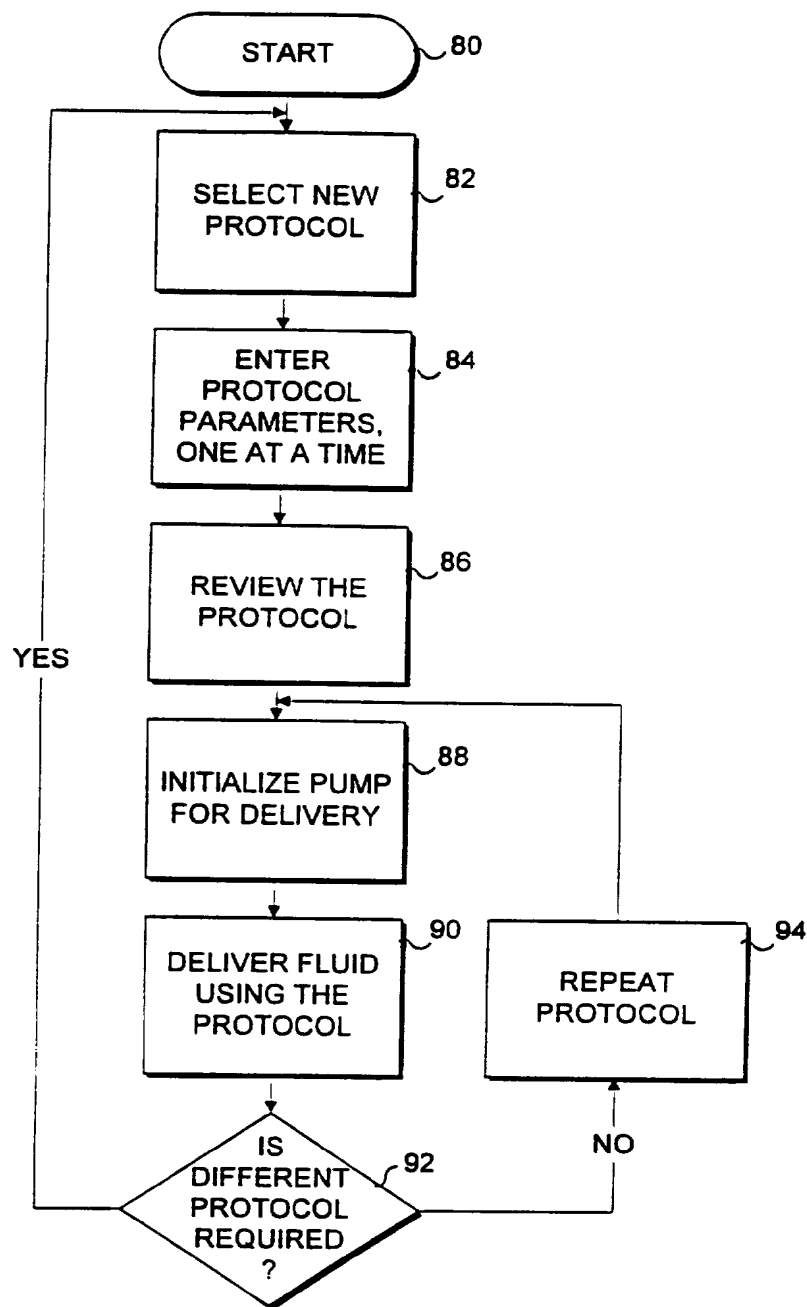 START
80
SELECT NEW
PROTOCOL
82
ENTER
PROTOCOL
PARAMETERS,
ONE AT A TIME
84
REVIEW THE
PROTOCOL
86
YES
INITIALIZE PUMP
FOR DELIVERY
88
DELIVER FLUID
USING THE
PROTOCOL
90
REPEAT
PROTOCOL
94
IS
DIFFERENT
PROTOCOL
REQUIRED
?
92
NO